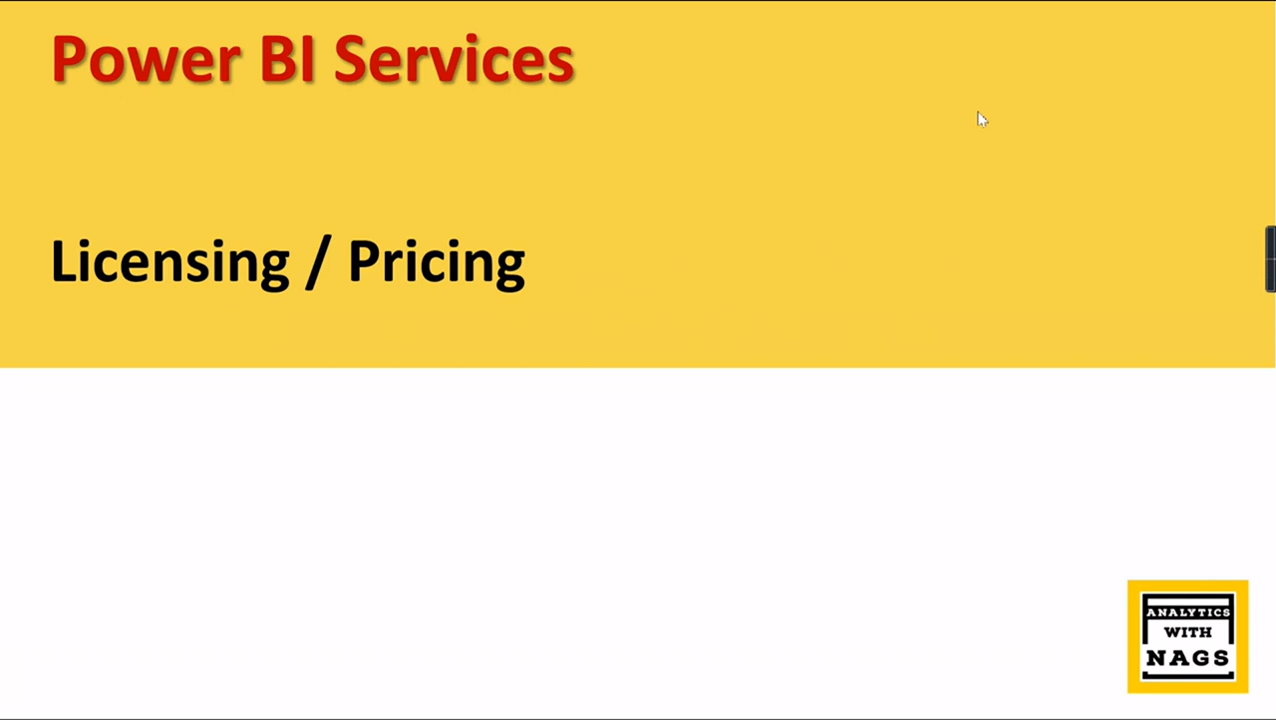 Power BI Services
Licensing / Pricing
ANALYTICS
WITH
NAGS